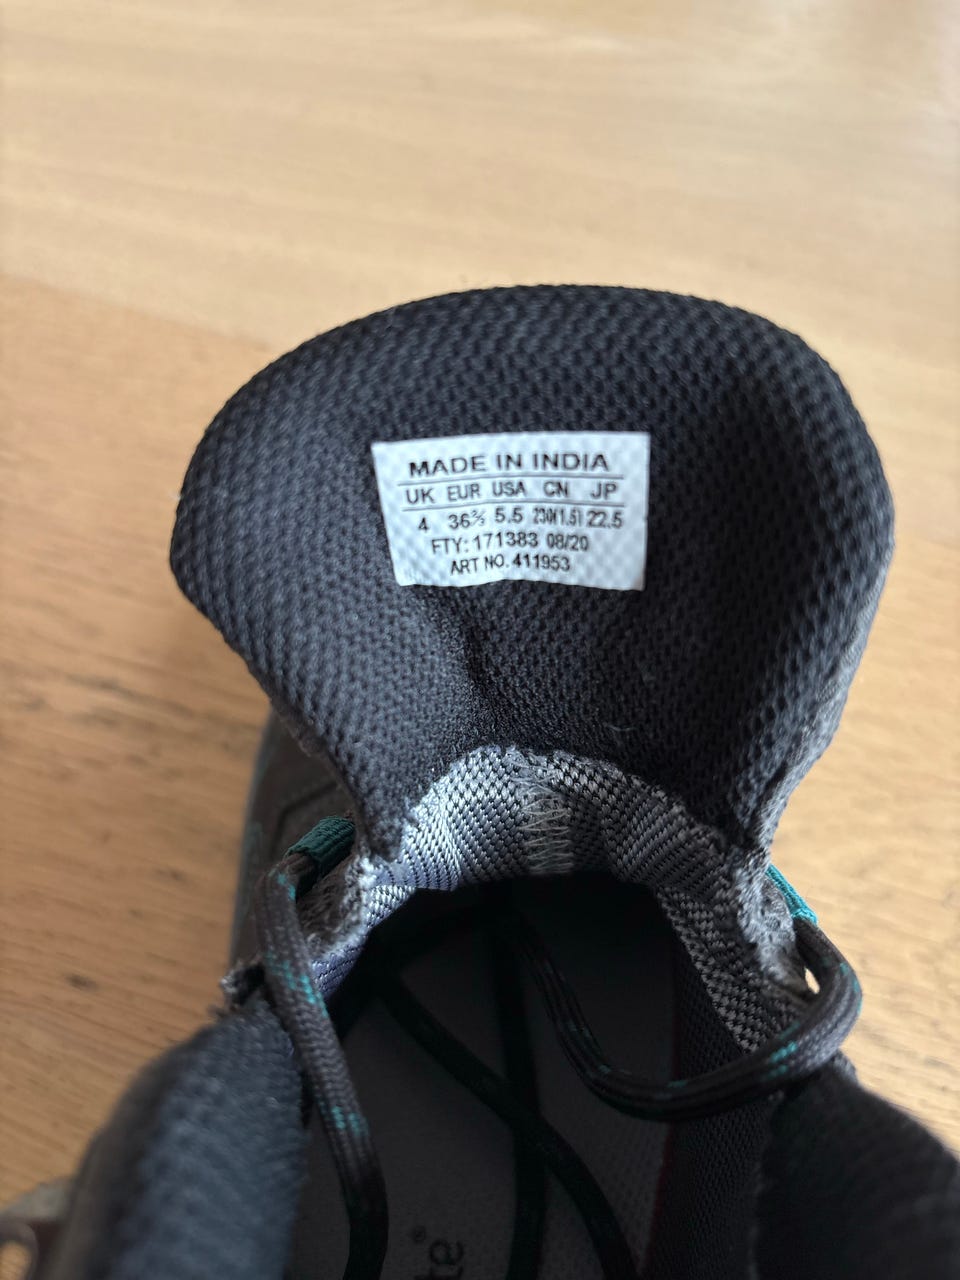 MADE IN INDIA
UK EUR USA CN JP
4 36⅔ 5.5 230(1.5) 22.5
FTY: 171383 08/20
ART NO. 411953